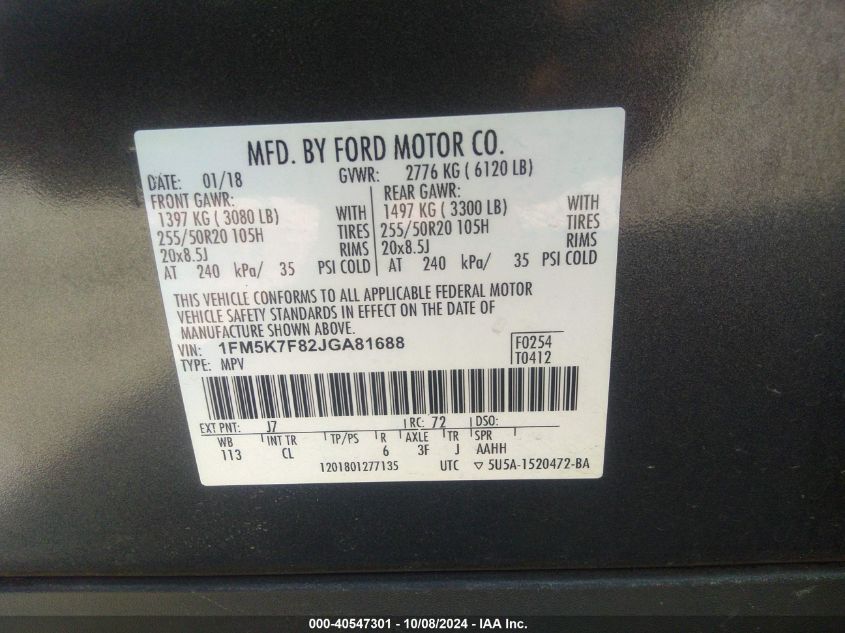 MFD. BY FORD MOTOR CO.
DATE: 01/18 GVWR: 2776 KG ( 6120 LB)
FRONT GAWR: REAR GAWR:
1397 KG ( 3080 LB) WITH 1497 KG ( 3300 LB) WITH
255/50R20 105H TIRES 255/50R20 105H TIRES
20x8.5J RIMS 20x8.5J RIMS
AT 240 kPa/ 35 PSI COLD AT 240 kPa/ 35 PSI COLD
THIS VEHICLE CONFORMS TO ALL APPLICABLE FEDERAL MOTOR
VEHICLE SAFETY STANDARDS IN EFFECT ON THE DATE OF
MANUFACTURE SHOWN ABOVE.
VIN: 1FM5K7F82JGA81688 F0254
TYPE: MPV T0412
EXT PNT: J7 RC: 72 DSO:
WB INT TR TP/PS R AXLE TR SPR
113 CL 6 3F J AAHH
1201801277135 UTC ▽ 5U5A-1520472-BA
000-40547301 - 10/08/2024 - IAA Inc.